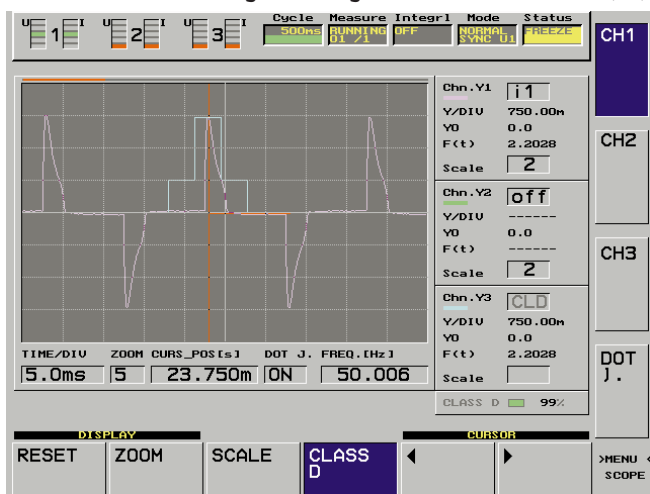 Cycle Measure Integrl Mode Status
U 1 I U 2 I U 3 I 500ms RUNNING OFF NORMAL FREEZE
01 /1 SYNC U1
CH1
Chn.Y1 i1
Y/DIV 750.00m
Y0 0.0
F(t) 2.2028
Scale 2
CH2
Chn.Y2 off
Y/DIV ------
Y0 0.0
F(t) ------
Scale 2
CH3
Chn.Y3 CLD
Y/DIV 750.00m
Y0 0.0
F(t) 2.2028
Scale
CLASS D 99%
TIME/DIV ZOOM CURS_POS[s] DOT J. FREQ.[Hz]
5.0ms 5 23.750m ON 50.006
DOT
J.
DISPLAY CURSOR
RESET ZOOM SCALE CLASS
D
>MENU <
SCOPE